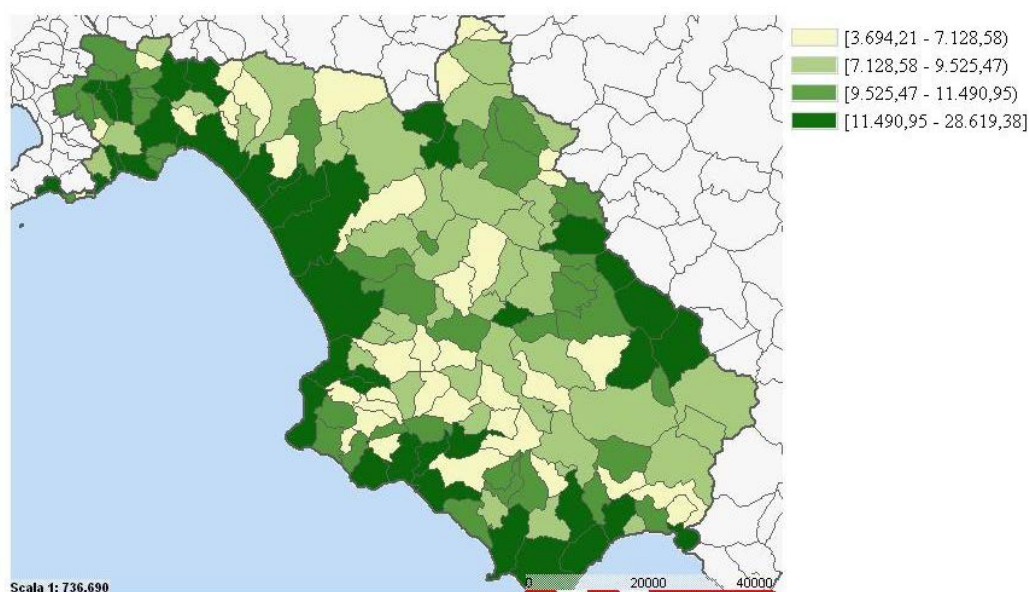 [3.694,21 - 7.128,58)
[7.128,58 - 9.525,47)
[9.525,47 - 11.490,95)
[11.490,95 - 28.619,38]
Scala 1: 736.690
0 20000 40000